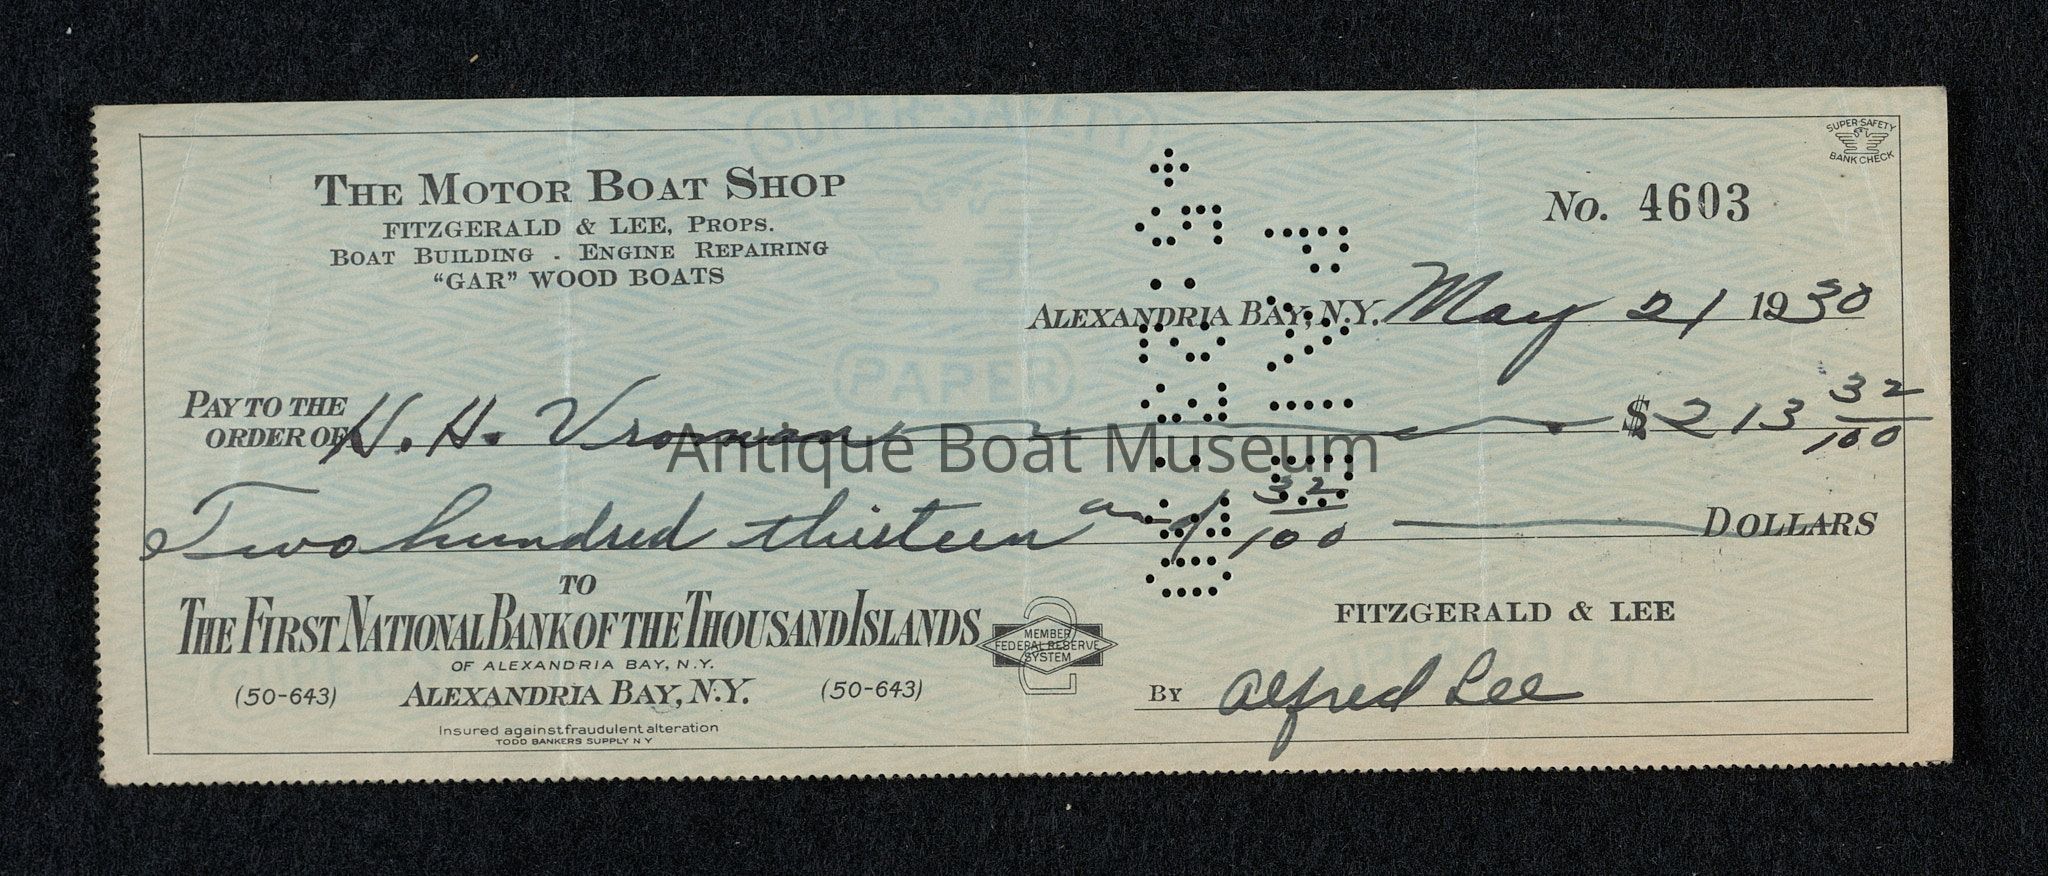 SUPER-SAFETY
SUPER-SAFETY
BANK CHECK
THE MOTOR BOAT SHOP
FITZGERALD & LEE, PROPS.
BOAT BUILDING - ENGINE REPAIRING
"GAR" WOOD BOATS
No. 4603
ALEXANDRIA BAY, N.Y. May 21 1930
PAPER
PAY TO THE
ORDER OF H. H. Vroman $ 213 32/100
Antique Boat Museum
Two hundred thirteen and 32/100 DOLLARS
TO
THE FIRST NATIONAL BANK OF THE THOUSAND ISLANDS
OF ALEXANDRIA BAY, N.Y.
(50-643) ALEXANDRIA BAY, N.Y. (50-643)
Insured against fraudulent alteration
TODD BANKERS SUPPLY N Y
2
MEMBER
FEDERAL RESERVE
SYSTEM
FITZGERALD & LEE
BY Alfred Lee